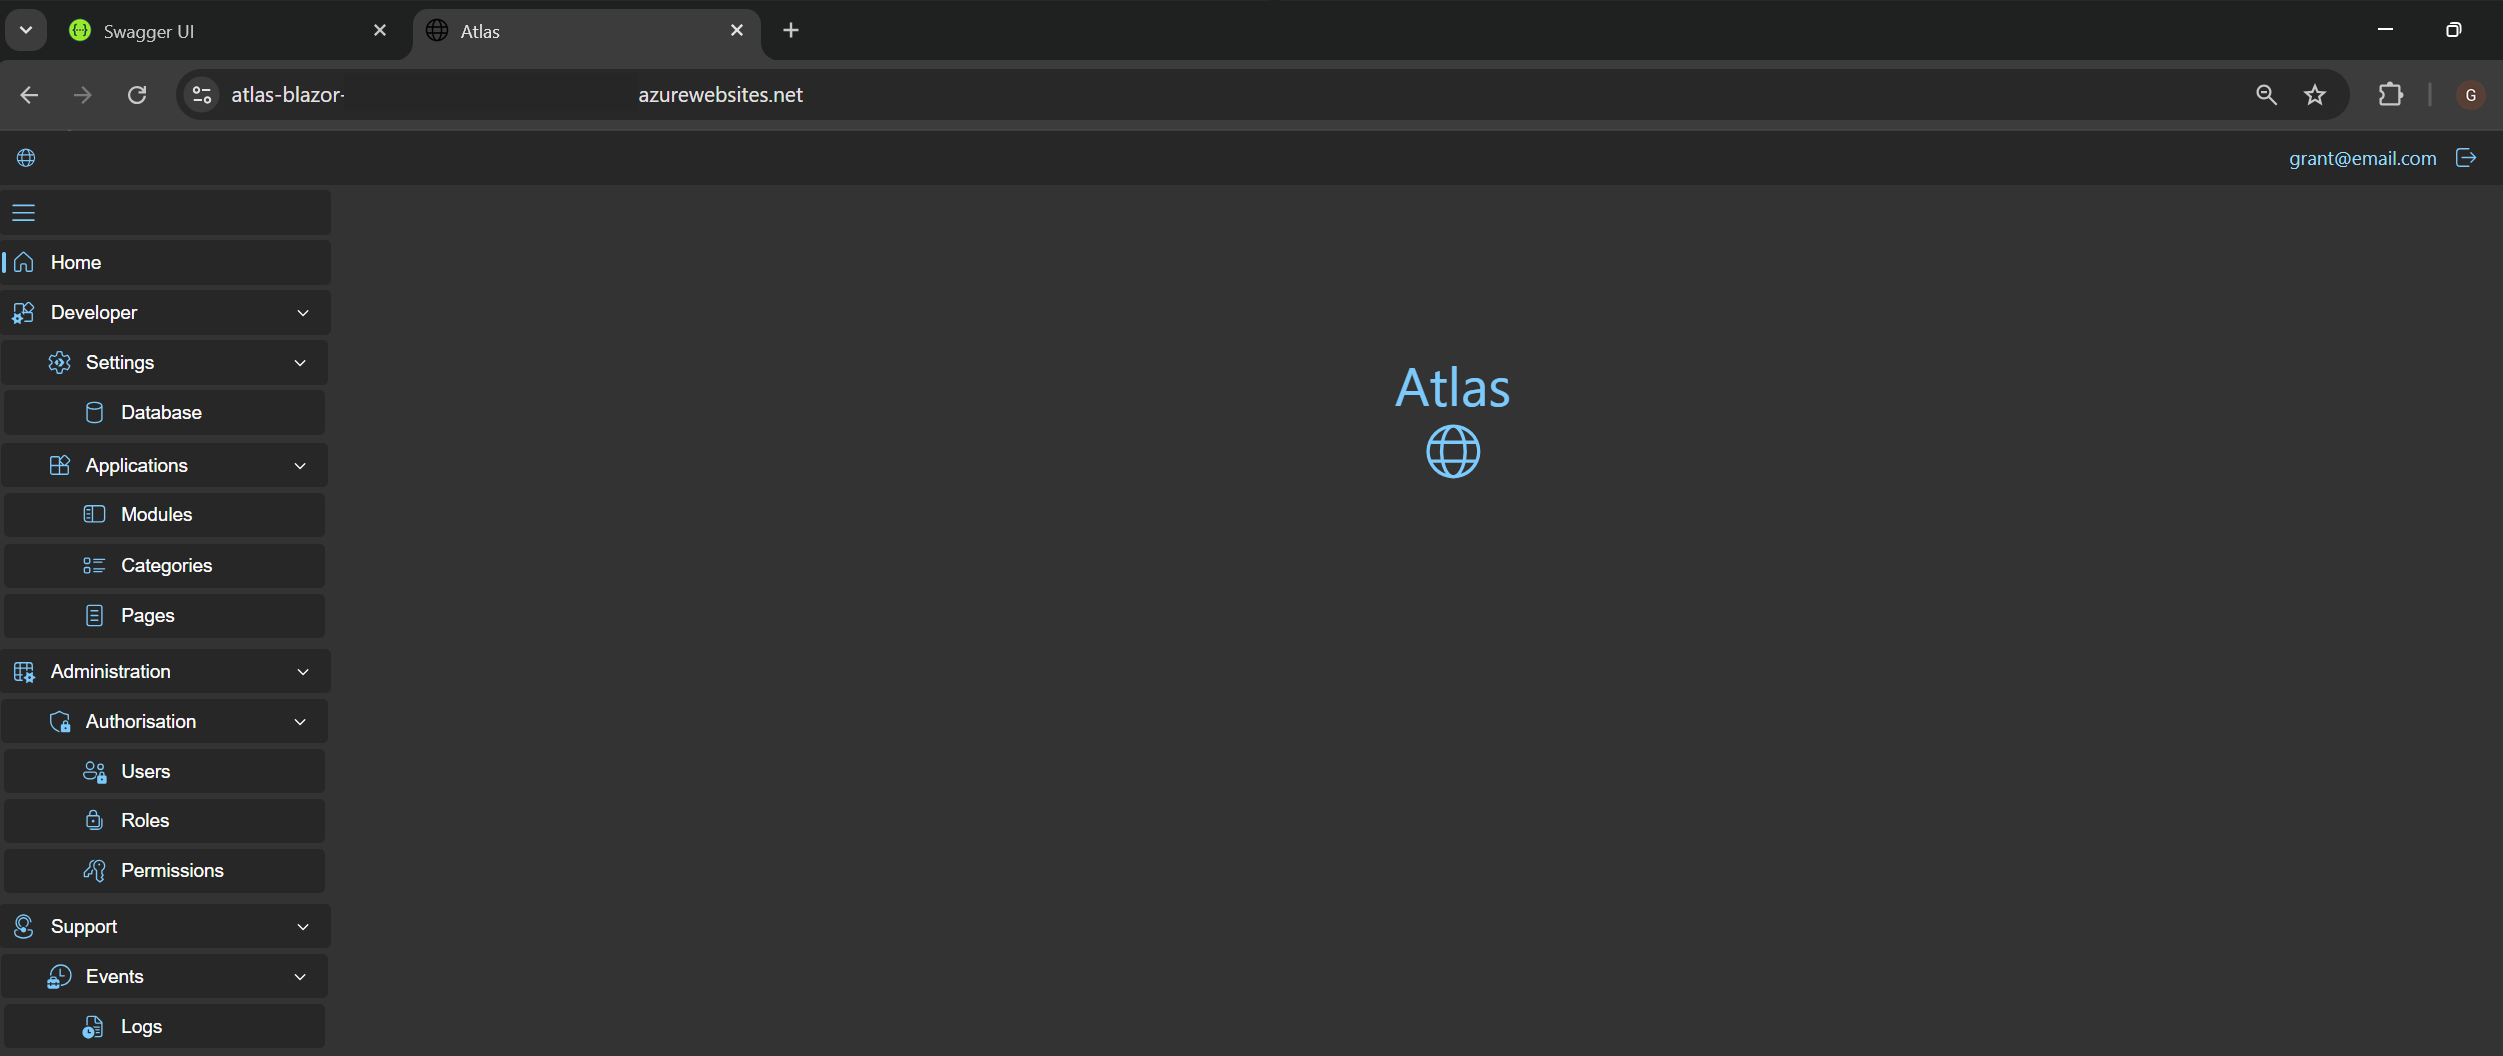 Swagger UI
Atlas
atlas-blazor- azurewebsites.net
G
grant@email.com
Home
Developer
Settings
Database
Applications
Modules
Categories
Pages
Administration
Authorisation
Users
Roles
Permissions
Support
Events
Logs
Atlas